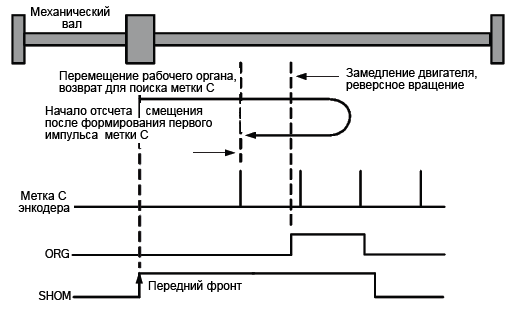 Механический
вал
Перемещение рабочего органа,
возврат для поиска метки С
Замедление двигателя,
реверсное вращение
Начало отсчета смещения
после формирования первого
импульса метки С
Метка С
энкодера
ORG
Передний фронт
SHOM